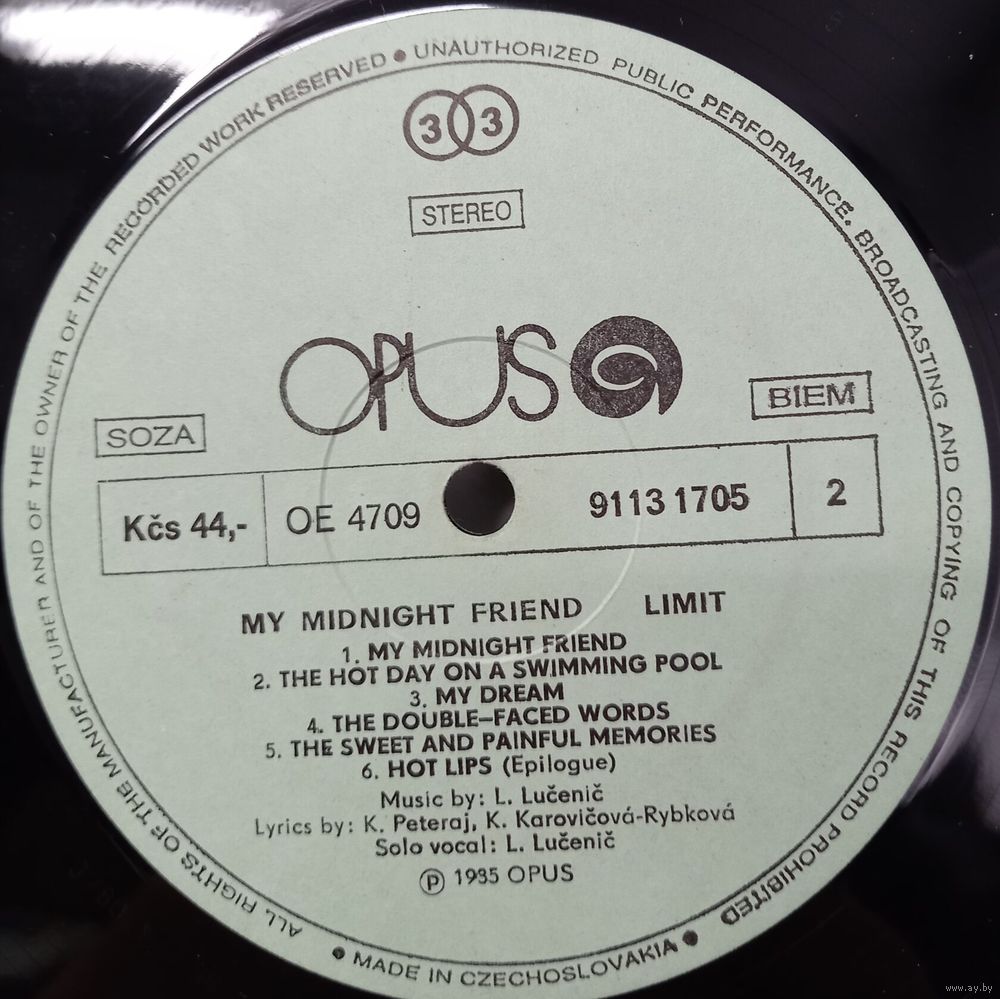 ALL RIGHTS OF THE MANUFACTURER AND OF THE OWNER OF THE RECORDED WORK RESERVED ● UNAUTHORIZED PUBLIC PERFORMANCE. BROADCASTING AND COPYING OF THIS RECORD PROHIBITED ● MADE IN CZECHOSLOVAKIA ●
33
STEREO
OPUS
SOZA
BIEM
Kčs 44,- OE 4709 9113 1705 2
MY MIDNIGHT FRIEND LIMIT
1. MY MIDNIGHT FRIEND
2. THE HOT DAY ON A SWIMMING POOL
3. MY DREAM
4. THE DOUBLE–FACED WORDS
5. THE SWEET AND PAINFUL MEMORIES
6. HOT LIPS (Epilogue)
Music by: L. Lučenič
Lyrics by: K. Peteraj, K. Karovičová-Rybková
Solo vocal: L. Lučenič
Ⓟ 1985 OPUS
www.ay.by